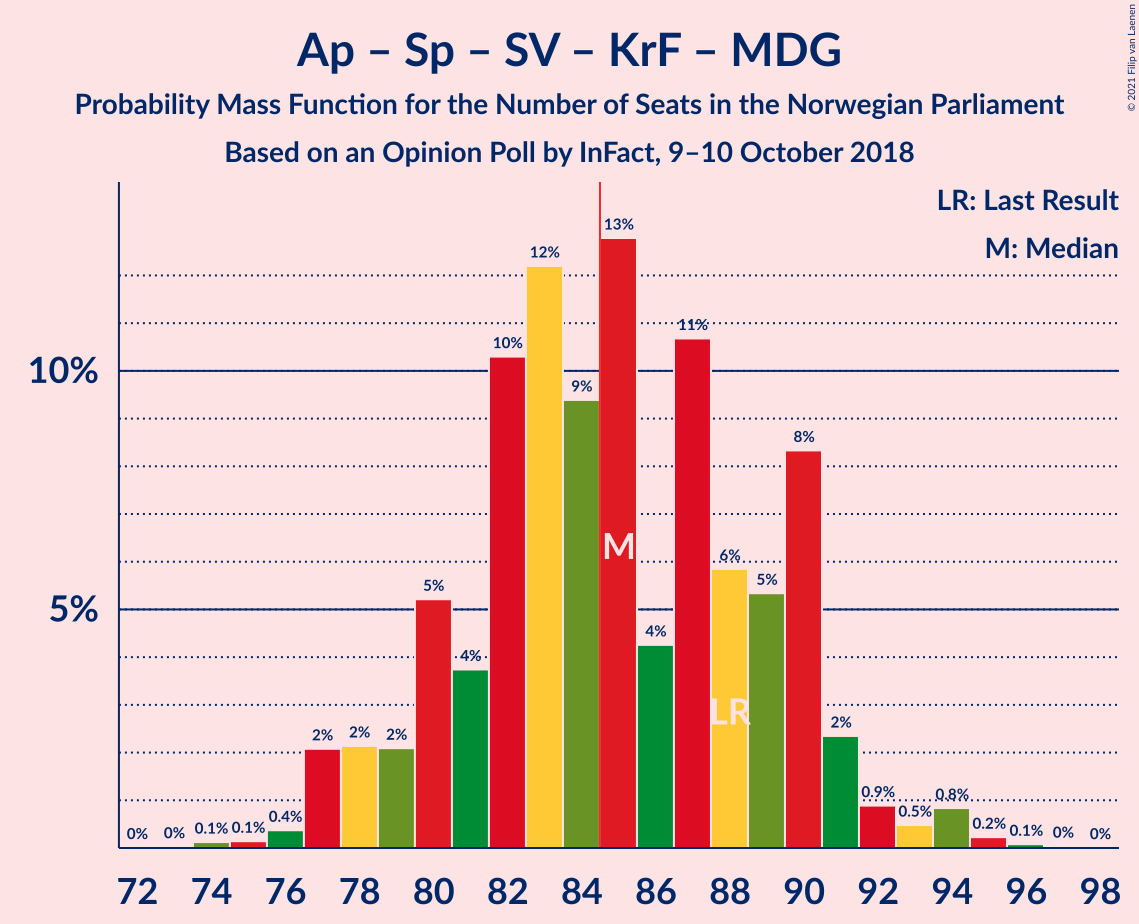 Ap – Sp – SV – KrF – MDG
Probability Mass Function for the Number of Seats in the Norwegian Parliament
Based on an Opinion Poll by InFact, 9–10 October 2018
© 2021 Filip van Laenen
LR: Last Result
M: Median
10%
5%
0% 0% 0.1% 0.1% 0.4% 2% 2% 2% 5% 4% 10% 12% 9% 13% 4% 11% 6% 5% 8% 2% 0.9% 0.5% 0.8% 0.2% 0.1% 0% 0%
M
LR
72 74 76 78 80 82 84 86 88 90 92 94 96 98